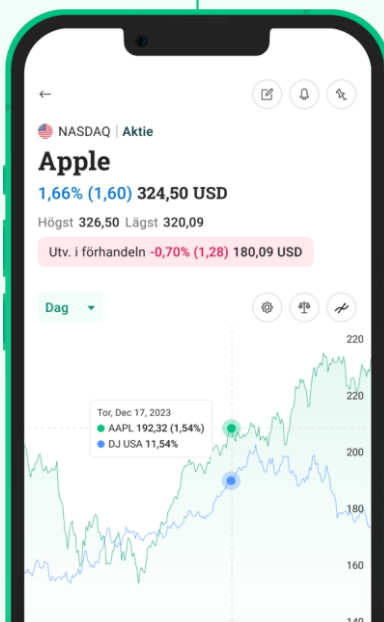 NASDAQ | Aktie
Apple
1,66% (1,60) 324,50 USD
Högst 326,50 Lägst 320,09
Utv. i förhandeln -0,70% (1,28) 180,09 USD
Dag
220
220
Tor, Dec 17, 2023
AAPL 192,32 (1,54%)
DJ USA 11,54%
200
180
160
140